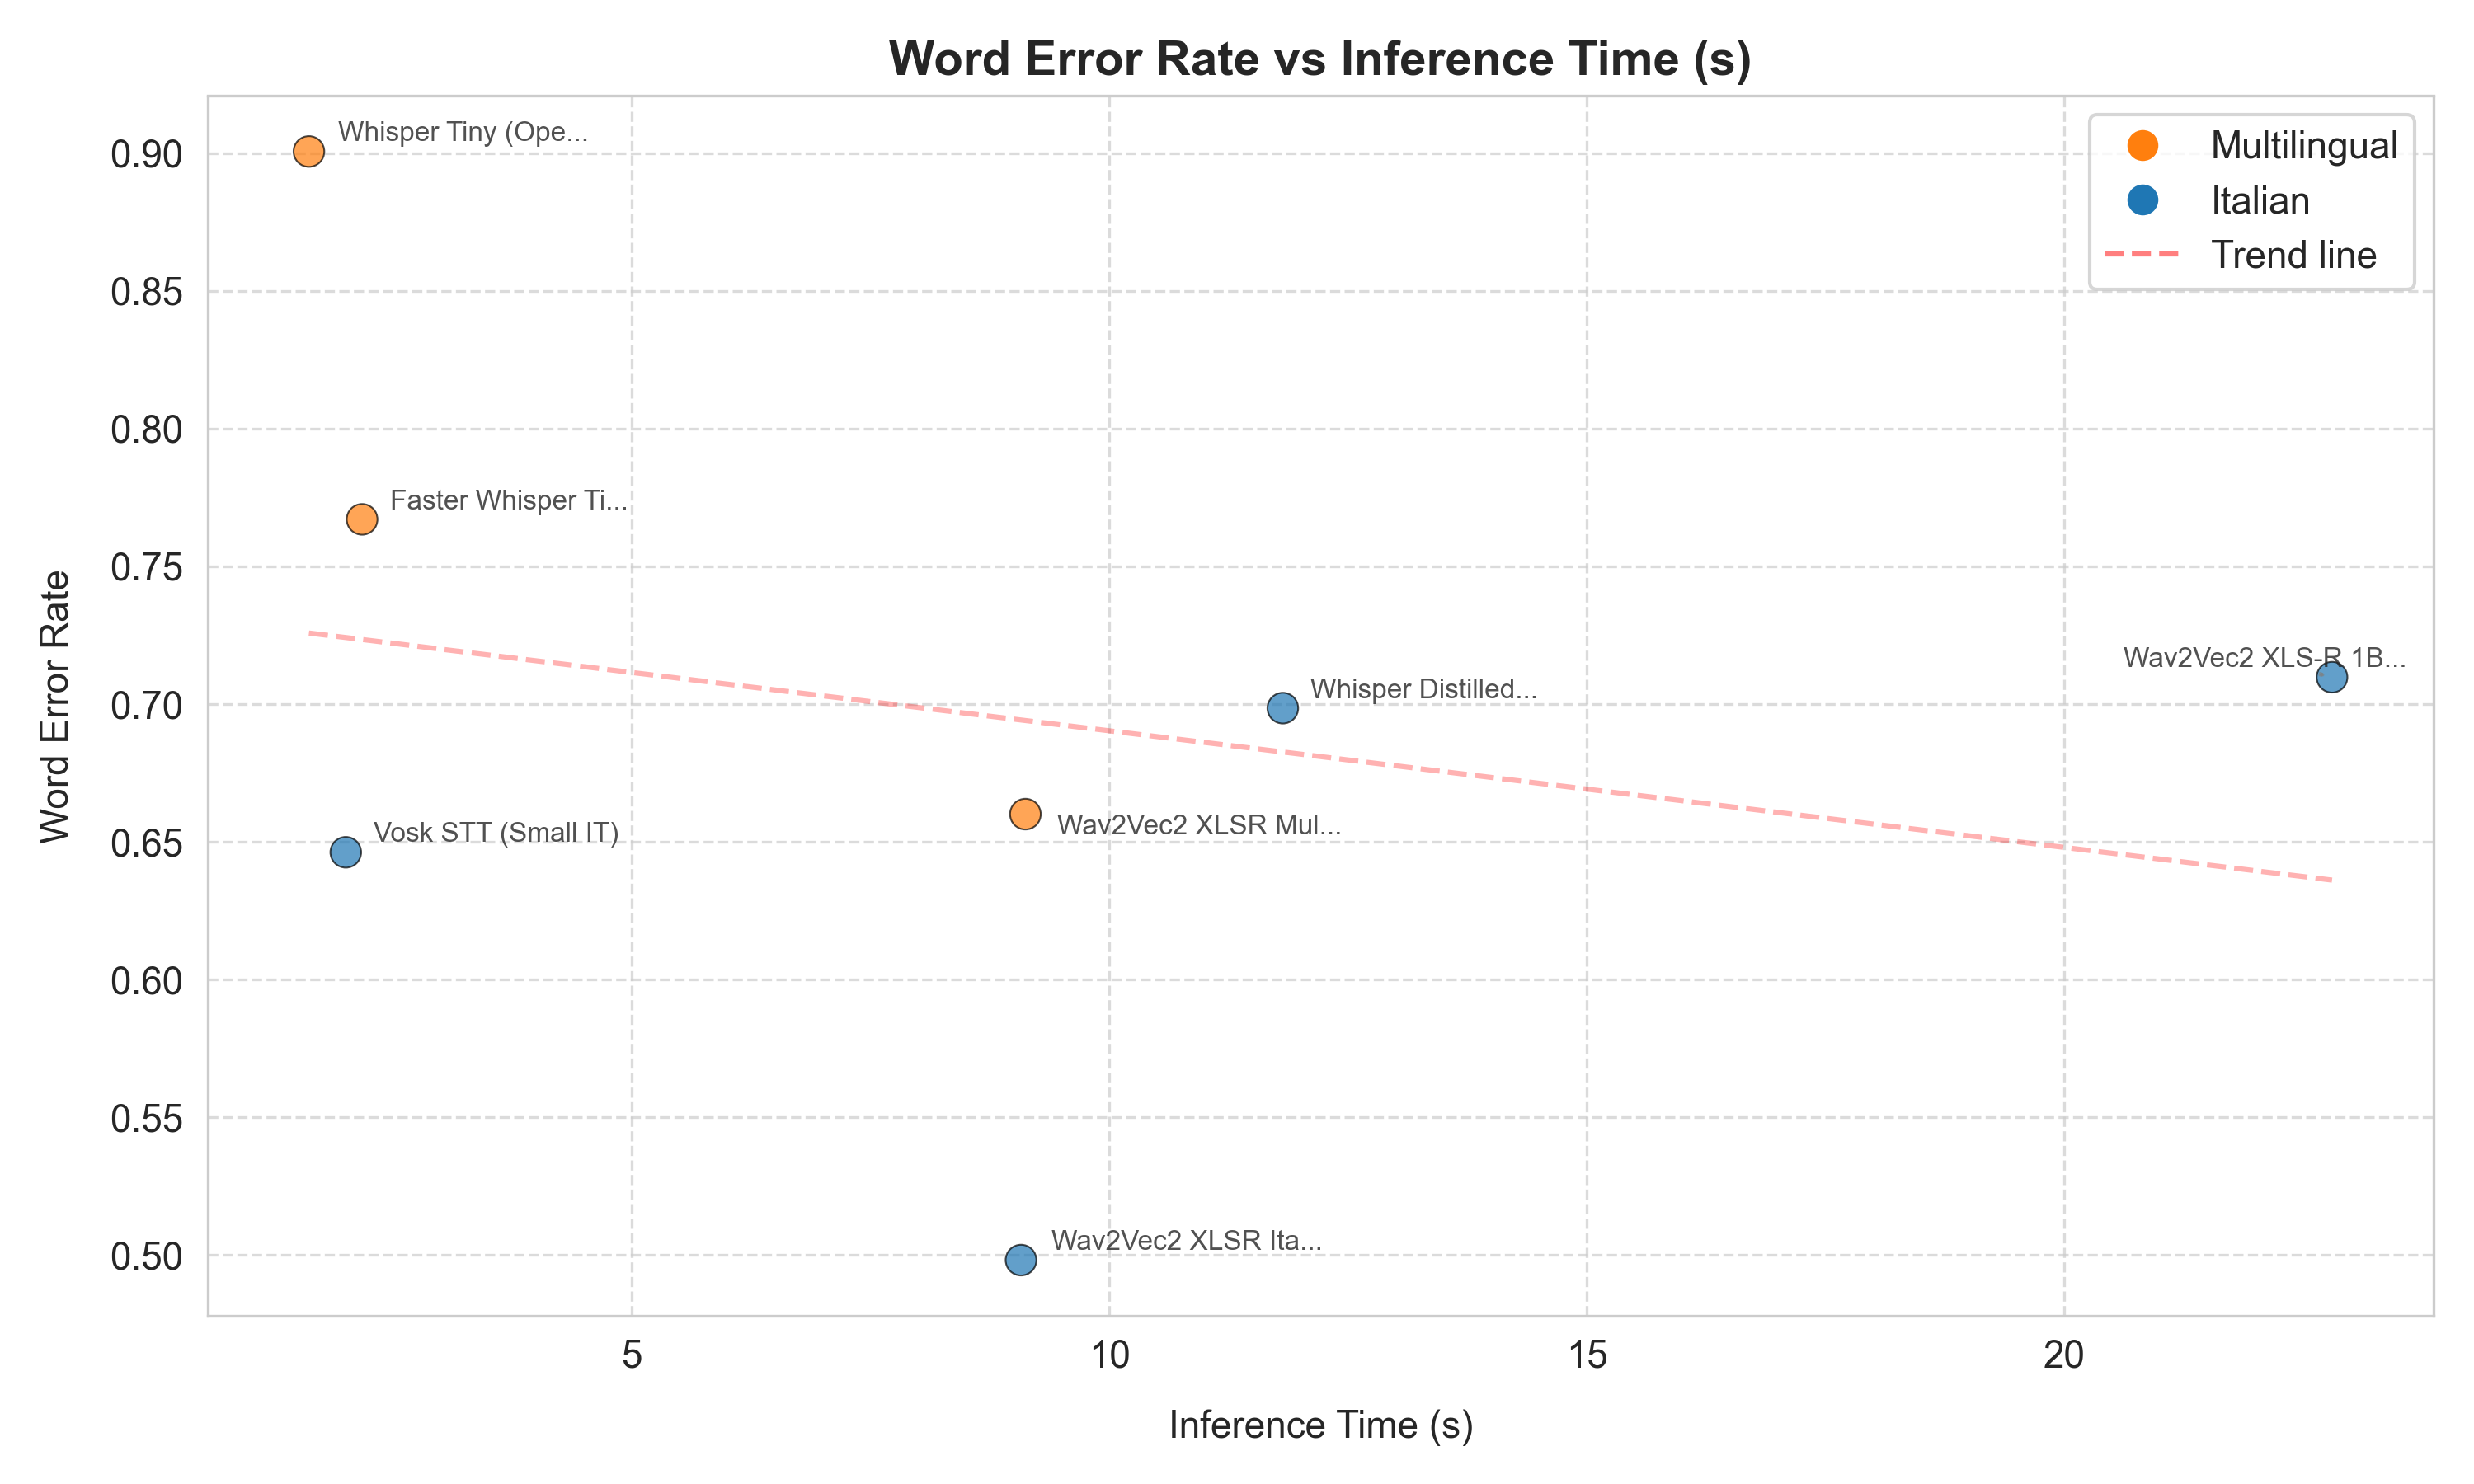 Word Error Rate vs Inference Time (s)
Whisper Tiny (Ope...
Multilingual
Italian
Trend line
0.90
0.85
0.80
0.75
0.70
0.65
0.60
0.55
0.50
Word Error Rate
Faster Whisper Ti...
Wav2Vec2 XLS-R 1B...
Whisper Distilled...
Wav2Vec2 XLSR Mul...
Vosk STT (Small IT)
Wav2Vec2 XLSR Ita...
5 10 15 20
Inference Time (s)